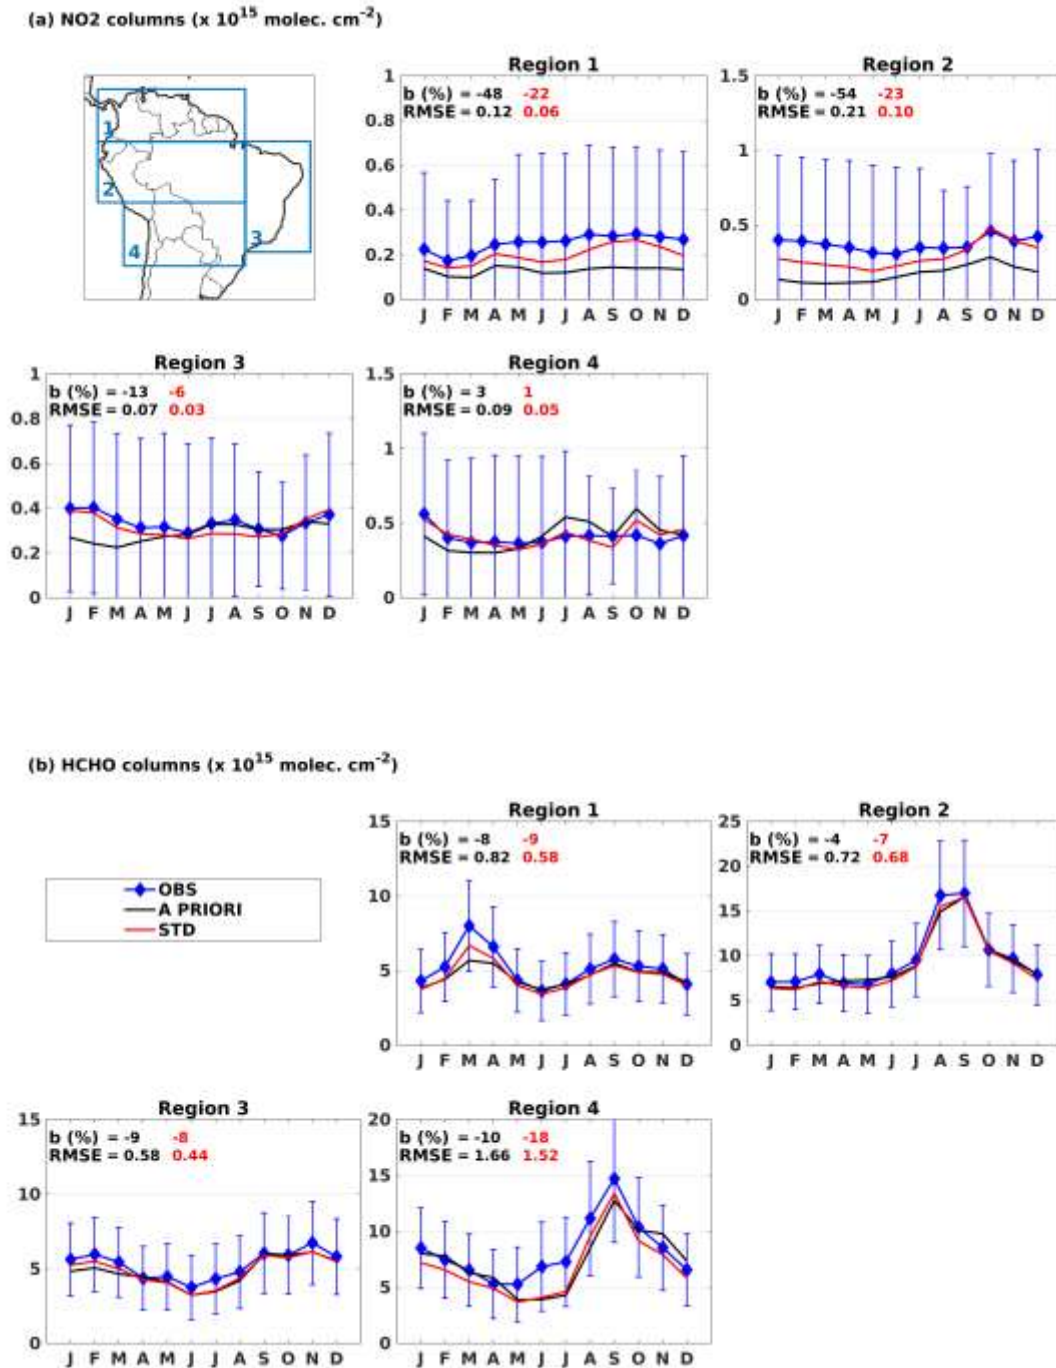 (a) NO2 columns (x 10^15 molec. cm^-2)
1
2
3
4
Region 1
b (%) = -48 -22
RMSE = 0.12 0.06
1
0.8
0.6
0.4
0.2
0
J F M A M J J A S O N D
Region 2
b (%) = -54 -23
RMSE = 0.21 0.10
1.5
1
0.5
0
J F M A M J J A S O N D
Region 3
b (%) = -13 -6
RMSE = 0.07 0.03
1
0.8
0.6
0.4
0.2
0
J F M A M J J A S O N D
Region 4
b (%) = 3 1
RMSE = 0.09 0.05
1.5
1
0.5
0
J F M A M J J A S O N D
(b) HCHO columns (x 10^15 molec. cm^-2)
OBS
A PRIORI
STD
Region 1
b (%) = -8 -9
RMSE = 0.82 0.58
15
10
5
0
J F M A M J J A S O N D
Region 2
b (%) = -4 -7
RMSE = 0.72 0.68
25
20
15
10
5
0
J F M A M J J A S O N D
Region 3
b (%) = -9 -8
RMSE = 0.58 0.44
15
10
5
0
J F M A M J J A S O N D
Region 4
b (%) = -10 -18
RMSE = 1.66 1.52
20
15
10
5
0
J F M A M J J A S O N D